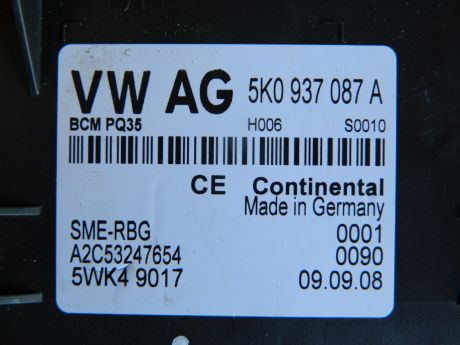 VW AG 5K0 937 087 A
BCM PQ35 H006 S0010
CE Continental
Made in Germany
SME-RBG 0001
A2C53247654 0090
5WK4 9017 09.09.08